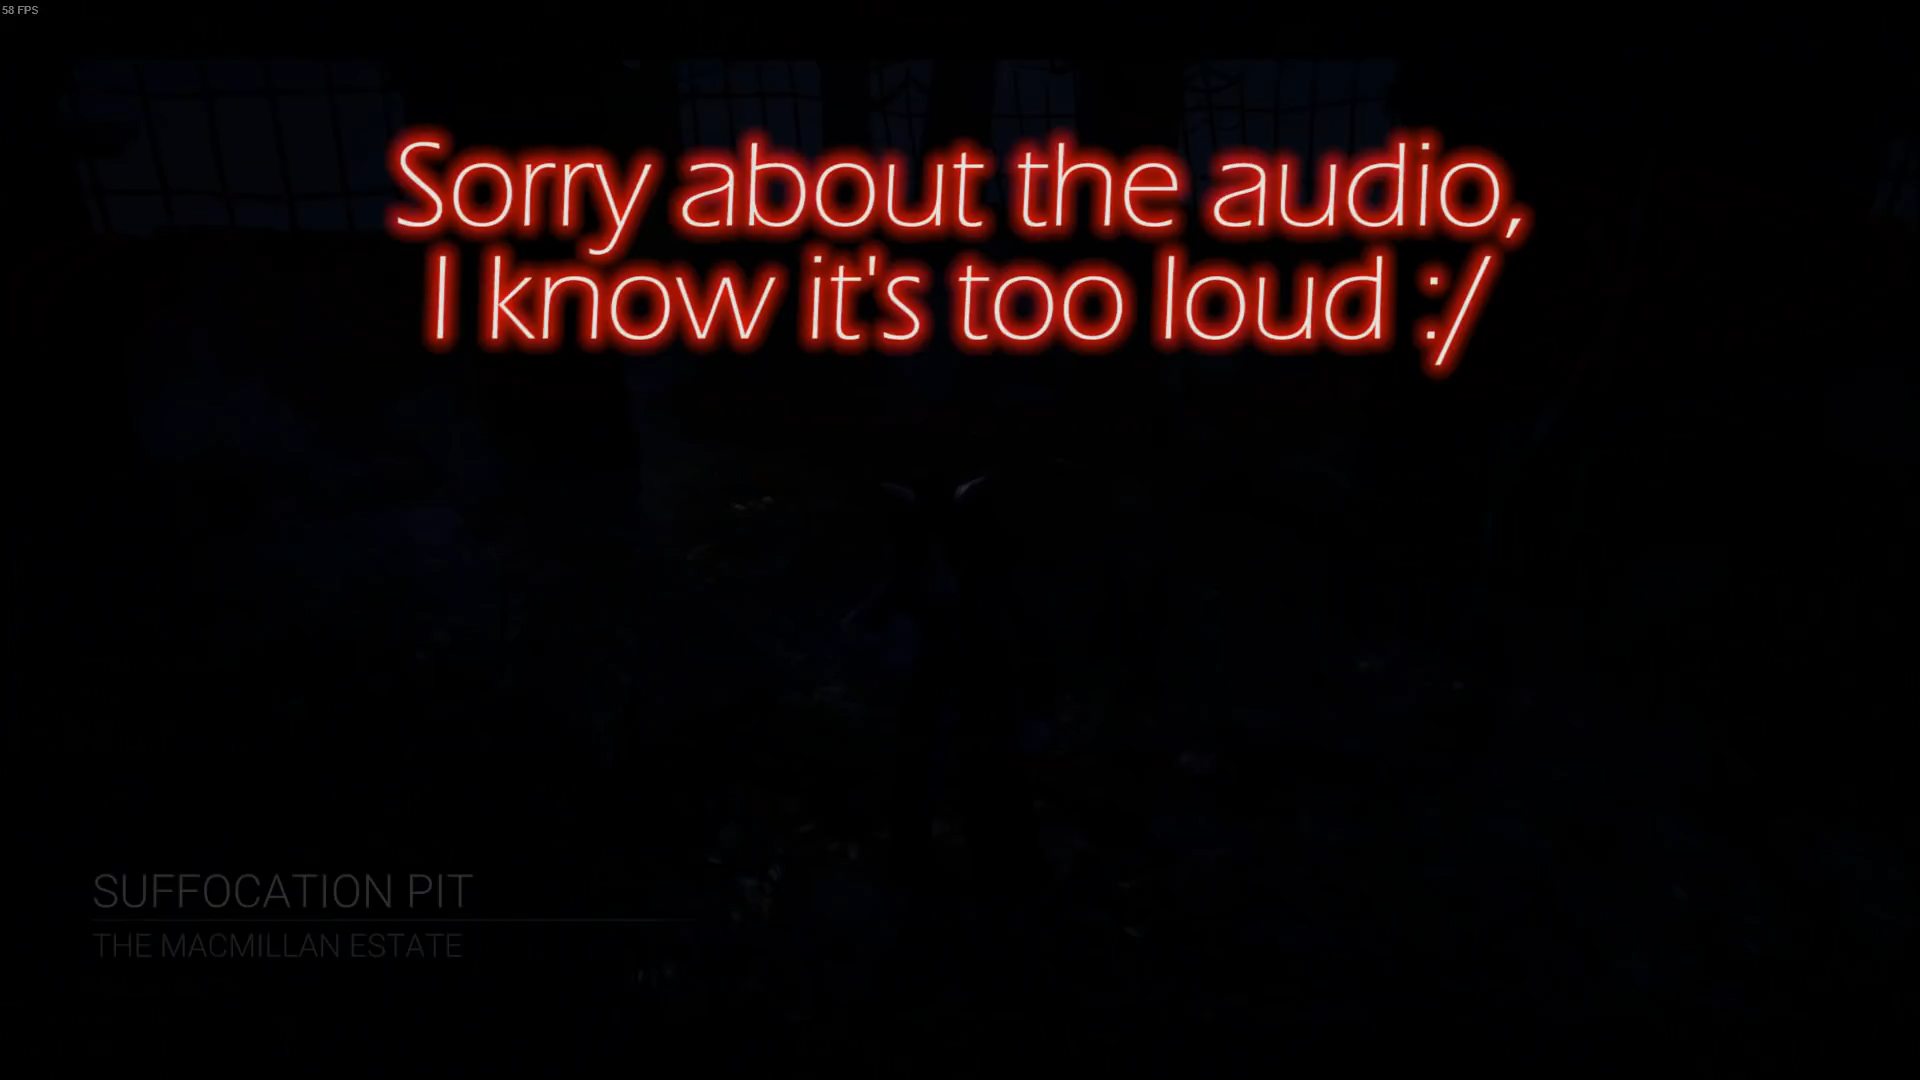 58 FPS
Sorry about the audio,
I know it's too loud :/
SUFFOCATION PIT
THE MACMILLAN ESTATE